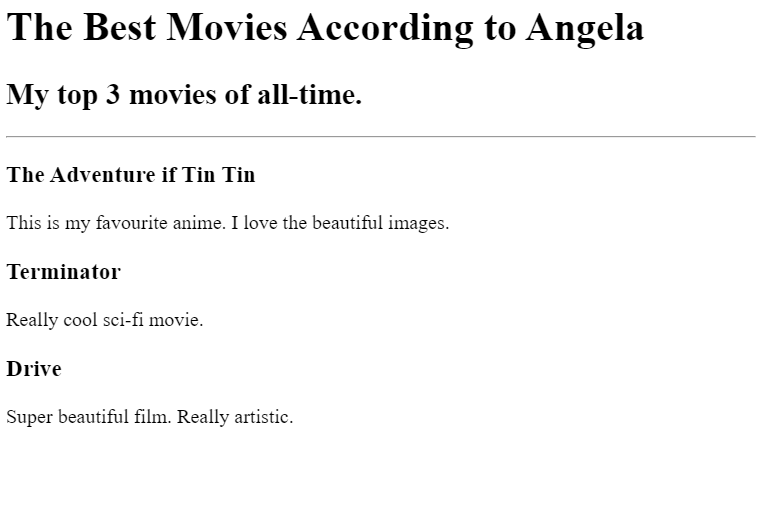 The Best Movies According to Angela
My top 3 movies of all-time.
The Adventure if Tin Tin
This is my favourite anime. I love the beautiful images.
Terminator
Really cool sci-fi movie.
Drive
Super beautiful film. Really artistic.